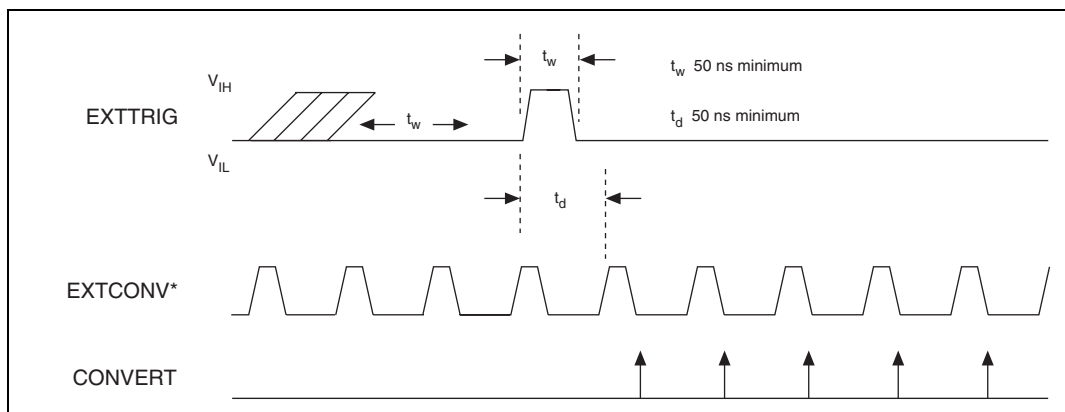 t_w
t_w 50 ns minimum
V_IH
EXTTRIG
t_w
t_d 50 ns minimum
V_IL
t_d
EXTCONV*
CONVERT